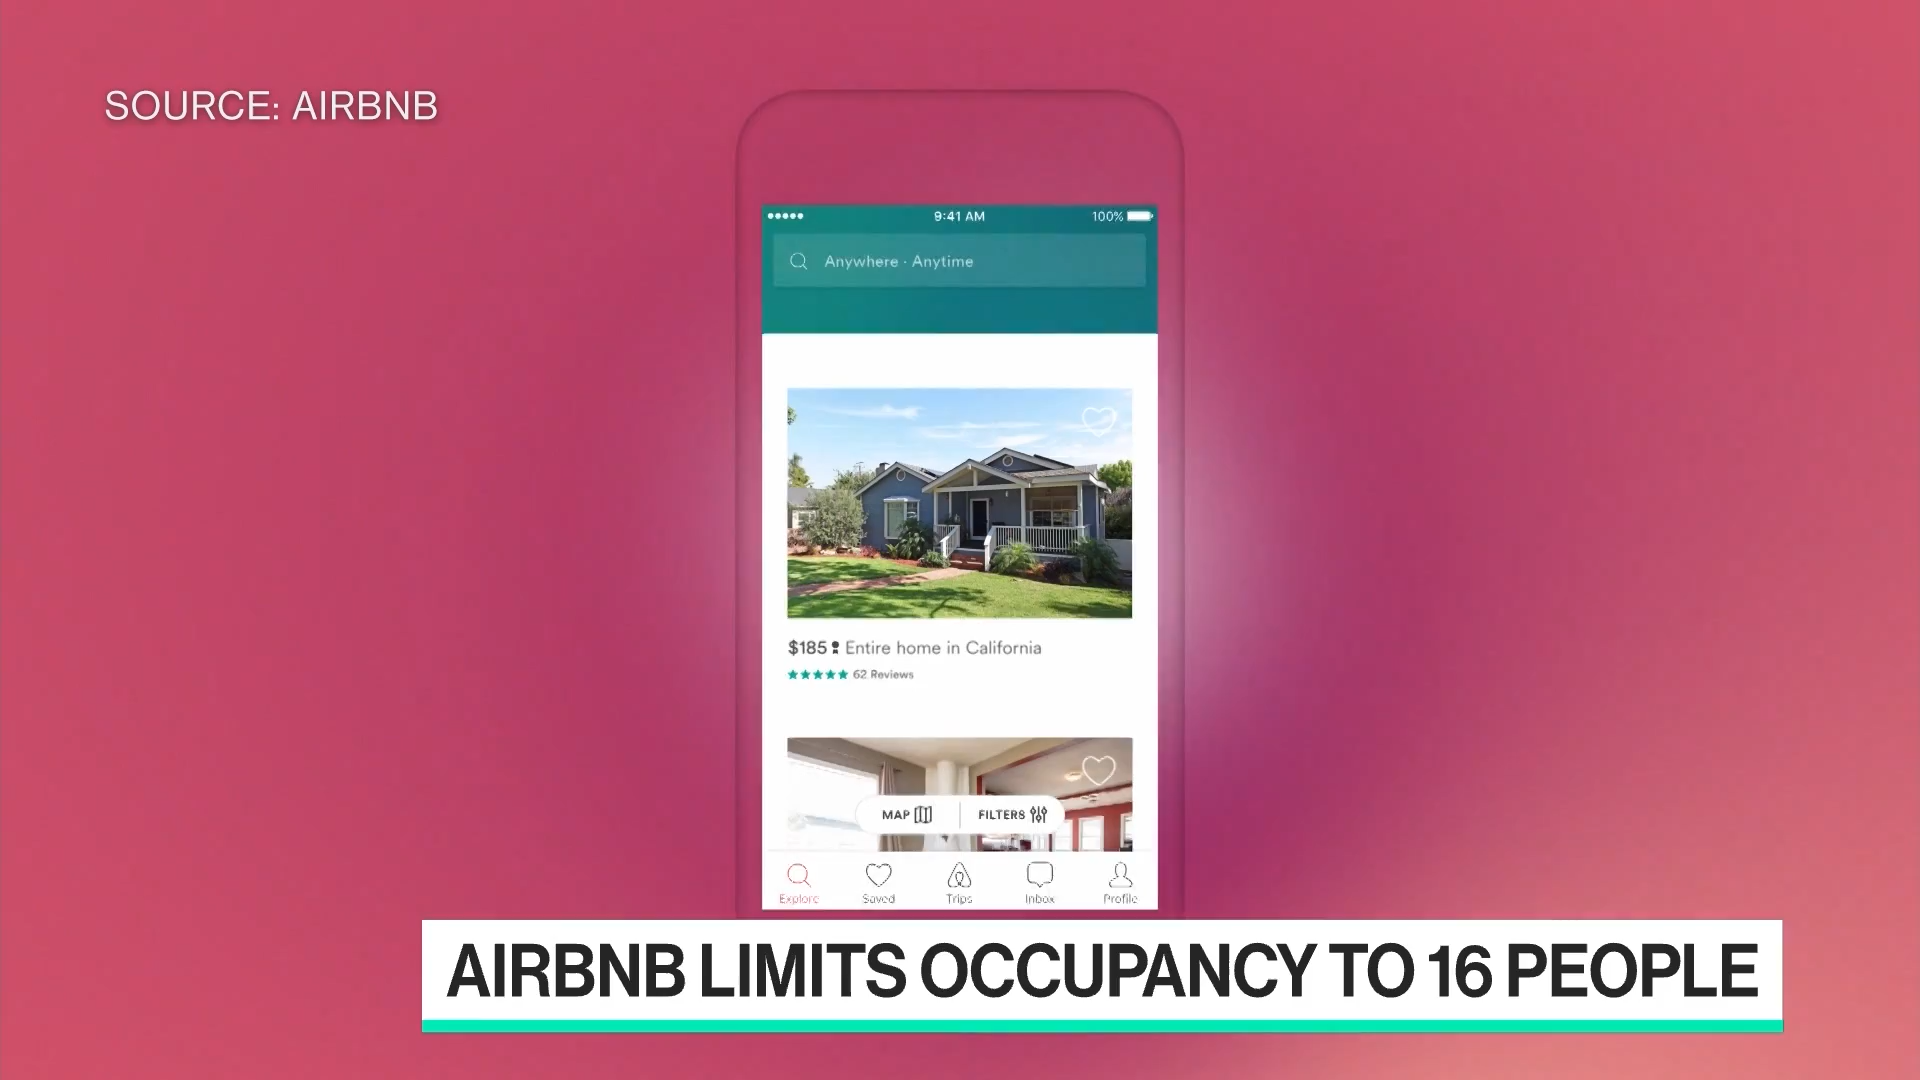 SOURCE: AIRBNB
9:41 AM
100%
Anywhere · Anytime
$185 Entire home in California
62 Reviews
MAP
FILTERS
Explore
Saved
Trips
Inbox
Profile
AIRBNB LIMITS OCCUPANCY TO 16 PEOPLE